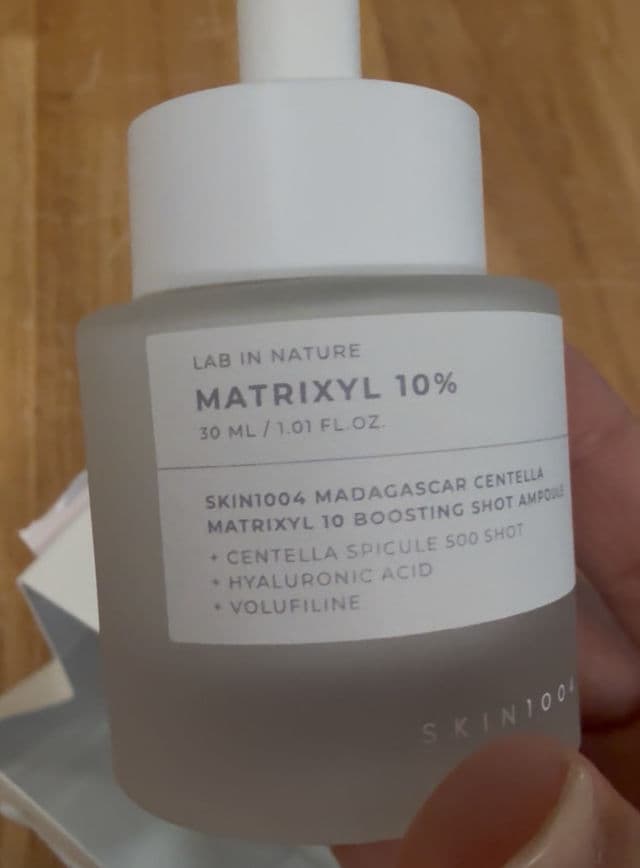 LAB IN NATURE
MATRIXYL 10%
30 ML / 1.01 FL.OZ.
SKIN1004 MADAGASCAR CENTELLA
MATRIXYL 10 BOOSTING SHOT AMPOULE
+ CENTELLA SPICULE 500 SHOT
+ HYALURONIC ACID
+ VOLUFILINE
SKIN1004